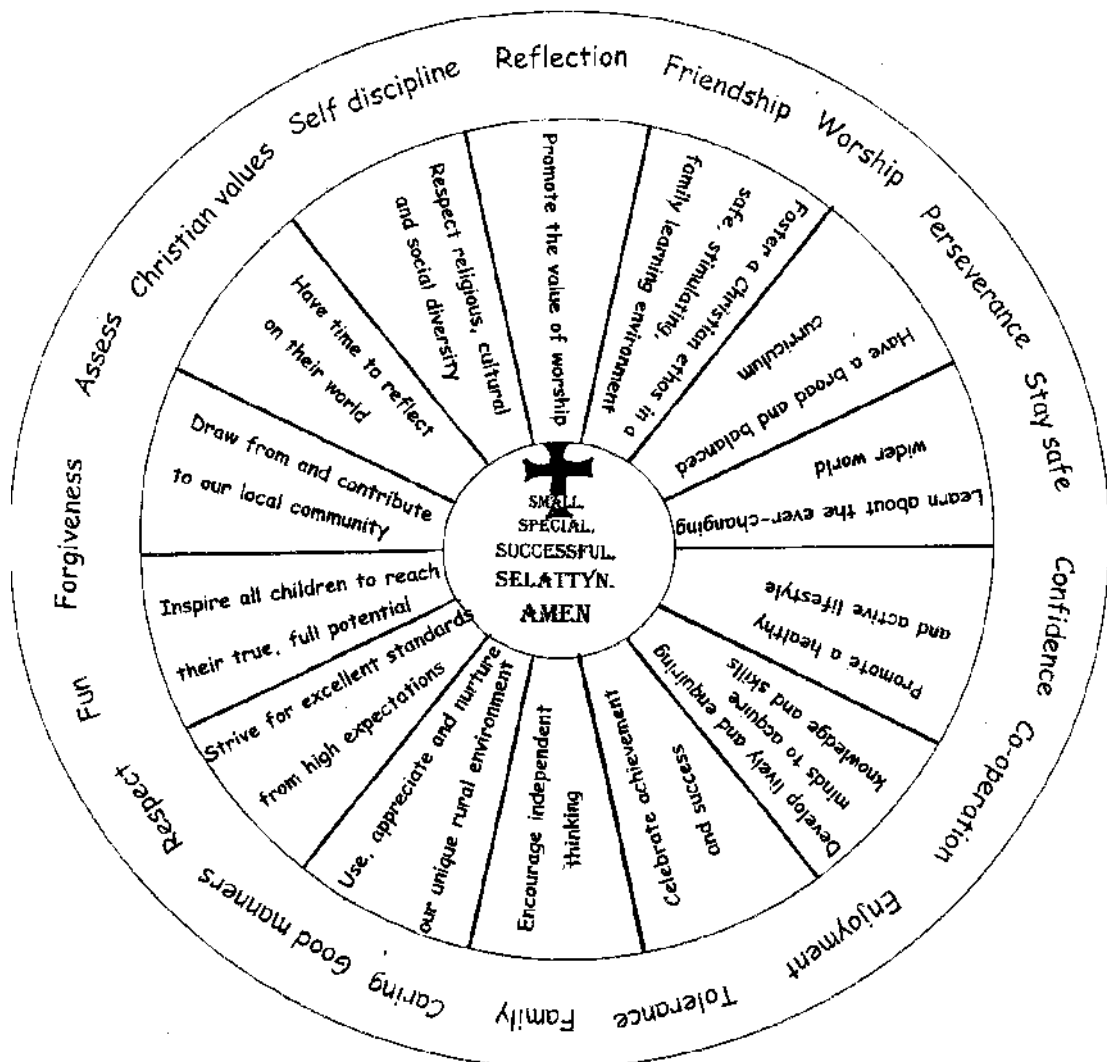 Reflection
Friendship
Worship
Perseverance
Stay safe
Confidence
Co-operation
Enjoyment
Tolerance
Family
Caring
Good manners
Respect
Fun
Forgiveness
Assess
Christian values
Self discipline
Promote the value of worship
Foster a Christian ethos in a
safe, stimulating,
family learning environment
Have a broad and balanced
curriculum
Learn about the ever-changing
wider world
Promote a healthy
and active lifestyle
Develop lively and enquiring
minds to acquire
knowledge and skills
Celebrate achievement
and success
Encourage independent
thinking
Use, appreciate and nurture
our unique rural environment
Strive for excellent standards
from high expectations
Inspire all children to reach
their true, full potential
Draw from and contribute
to our local community
Have time to reflect
on their world
Respect religious, cultural
and social diversity
SMALL,
SPECIAL,
SUCCESSFUL,
SELATTYN.
AMEN